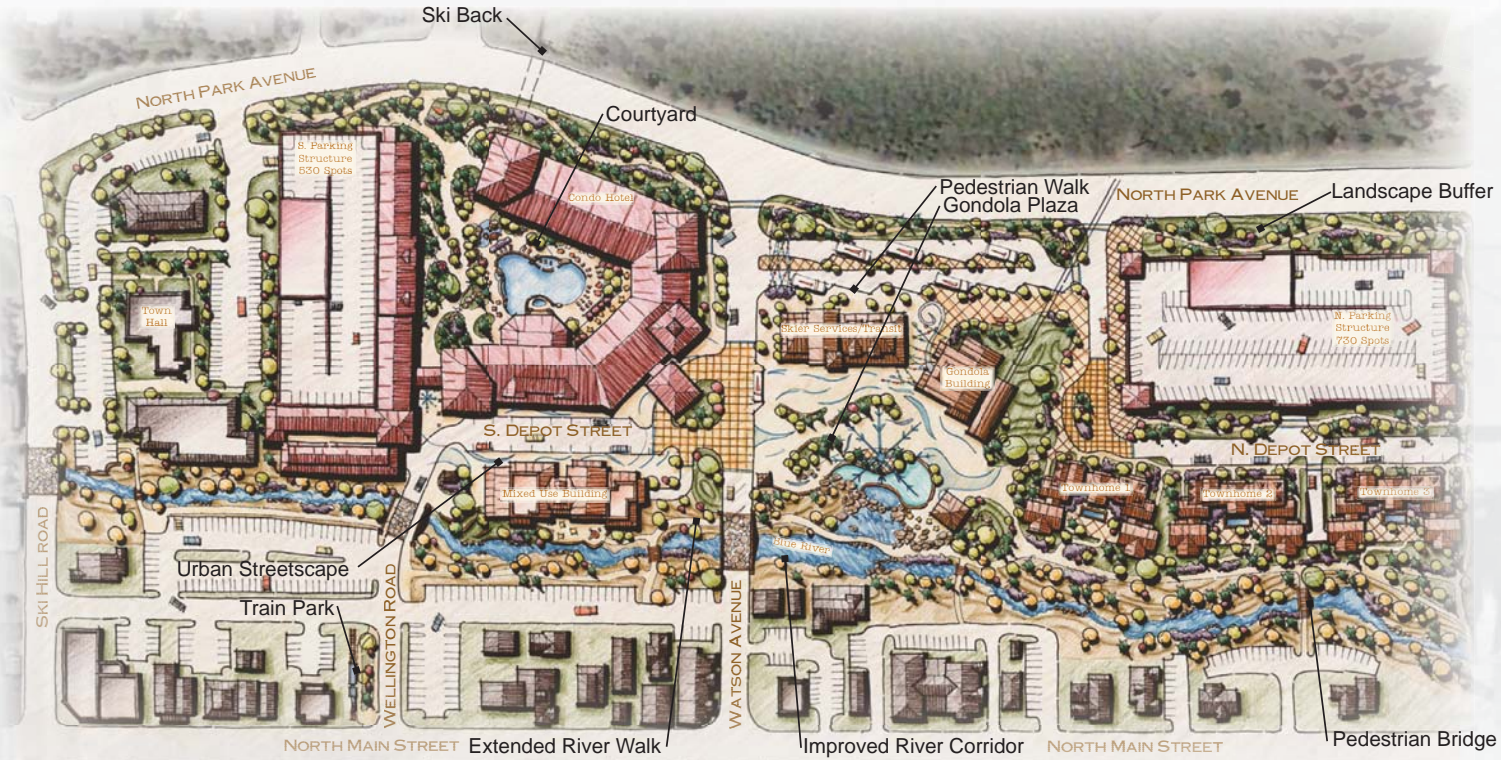 Ski Back
North Park Avenue
Courtyard
S. Parking
Structure
530 Spots
Condo Hotel
Pedestrian Walk
Gondola Plaza
North Park Avenue
Landscape Buffer
Town
Hall
Skier Services/Transit
N. Parking
Structure
730 Spots
Gondola
Building
S. Depot Street
N. Depot Street
Mixed Use Building
Townhome 1
Townhome 2
Townhome 3
Blue River
Ski Hill Road
Urban Streetscape
Train Park
Wellington Road
Watson Avenue
North Main Street
Extended River Walk
Improved River Corridor
North Main Street
Pedestrian Bridge